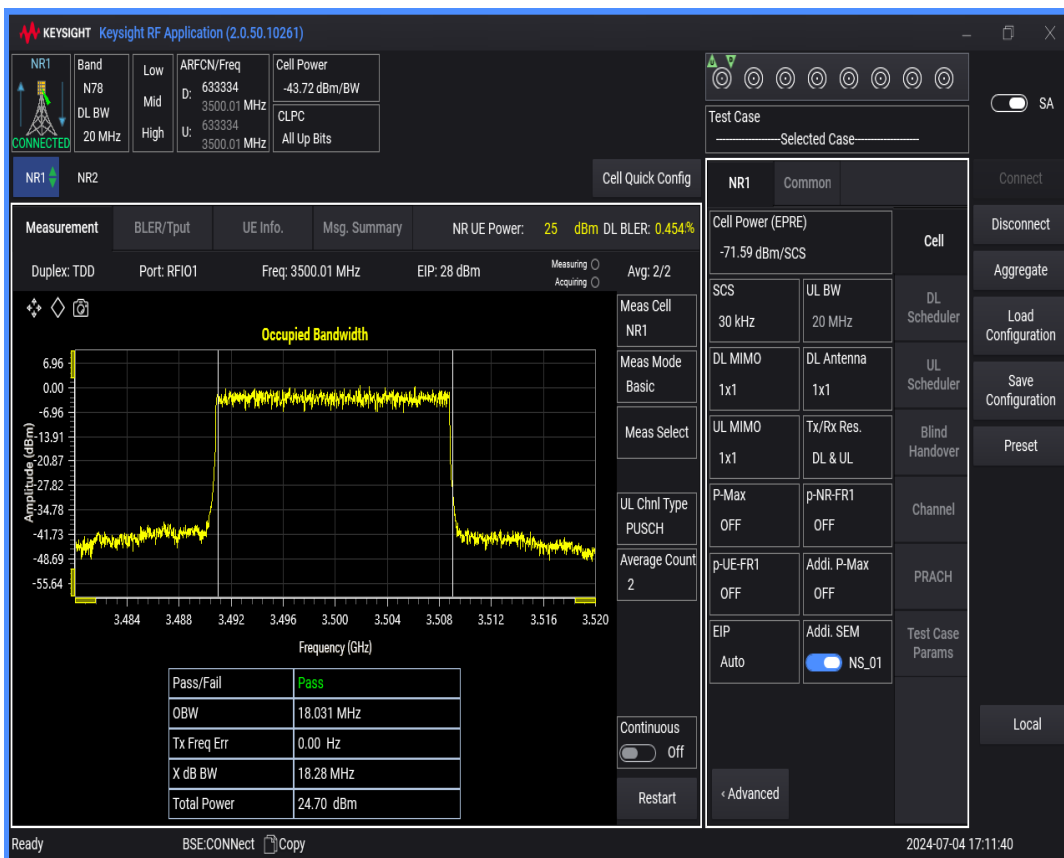 KEYSIGHT Keysight RF Application (2.0.50.10261)
NR1
CONNECTED
Band
N78
DL BW
20 MHz
Low
Mid
High
ARFCN/Freq
D: 633334
3500.01 MHz
U: 633334
3500.01 MHz
Cell Power
-43.72 dBm/BW
CLPC
All Up Bits
Test Case
--------------------Selected Case--------------------
SA
NR1
NR2
Cell Quick Config
Measurement
BLER/Tput
UE Info.
Msg. Summary
NR UE Power: 25 dBm DL BLER: 0.454%
Duplex: TDD
Port: RFIO1
Freq: 3500.01 MHz
EIP: 28 dBm
Measuring
Acquiring
Avg: 2/2
Occupied Bandwidth
Amplitude (dBm)
6.96
0.00
-6.96
-13.91
-20.87
-27.82
-34.78
-41.73
-48.69
-55.64
3.484 3.488 3.492 3.496 3.500 3.504 3.508 3.512 3.516 3.520
Frequency (GHz)
Pass/Fail Pass
OBW 18.031 MHz
Tx Freq Err 0.00 Hz
X dB BW 18.28 MHz
Total Power 24.70 dBm
Meas Cell
NR1
Meas Mode
Basic
Meas Select
UL Chnl Type
PUSCH
Average Count
2
Continuous
Off
Restart
NR1
Common
Cell Power (EPRE)
-71.59 dBm/SCS
SCS
30 kHz
UL BW
20 MHz
DL MIMO
1x1
DL Antenna
1x1
UL MIMO
1x1
Tx/Rx Res.
DL & UL
P-Max
OFF
p-NR-FR1
OFF
p-UE-FR1
OFF
Addi. P-Max
OFF
EIP
Auto
Addi. SEM
NS_01
‹ Advanced
Cell
DL
Scheduler
UL
Scheduler
Blind
Handover
Channel
PRACH
Test Case
Params
Connect
Disconnect
Aggregate
Load
Configuration
Save
Configuration
Preset
Local
Ready
BSE:CONNect
Copy
2024-07-04 17:11:40